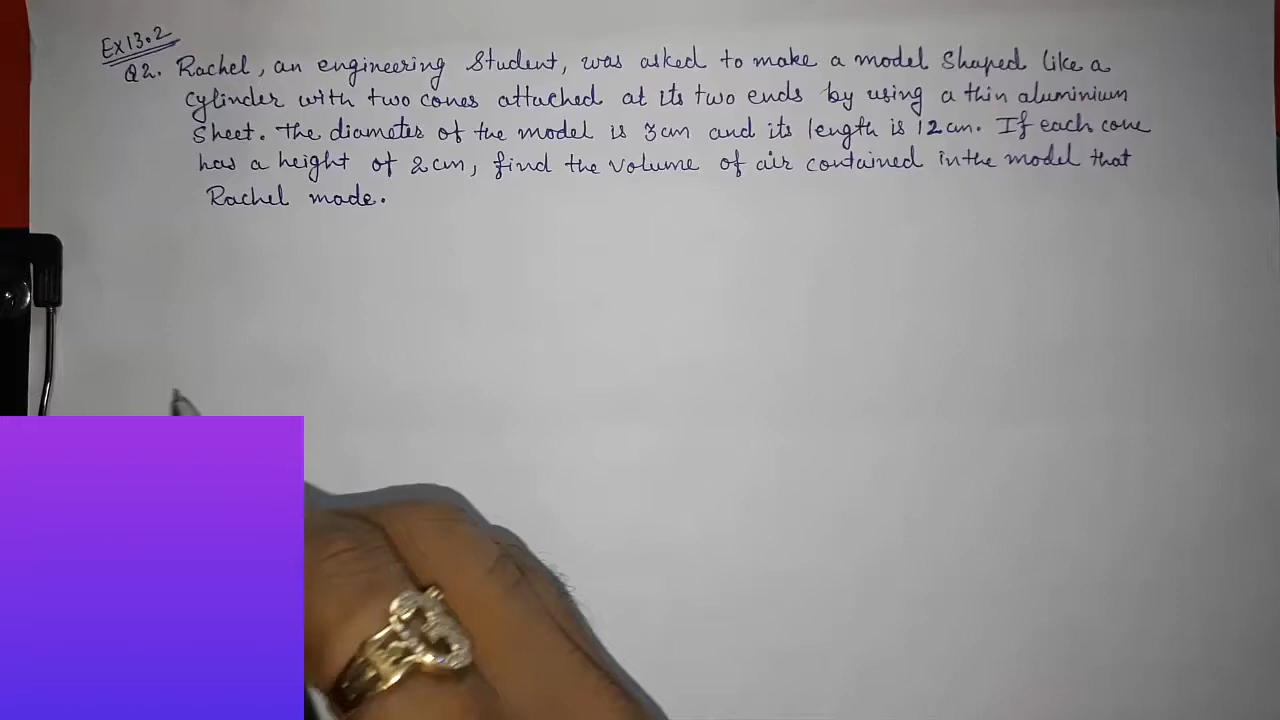 Ex13.2
Q2. Rachel, an engineering Student, was asked to make a model Shaped like a
cylinder with two cones attached at its two ends by using a thin aluminium
Sheet. The diameter of the model is 3cm and its length is 12cm. If each cone
has a height of 2cm, find the volume of air contained in the model that
Rachel made.